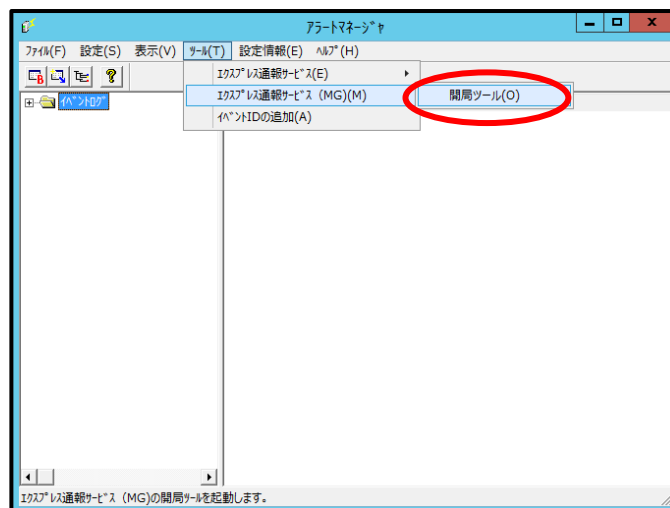 アラートマネージャ
ファイル(F) 設定(S) 表示(V) ツール(T) 設定情報(E) ヘルプ(H)
エクスプレス通報サービス(E)
イベントログ
エクスプレス通報サービス（MG)(M)
開局ツール(O)
イベントIDの追加(A)
エクスプレス通報サービス（MG)の開局ツールを起動します。